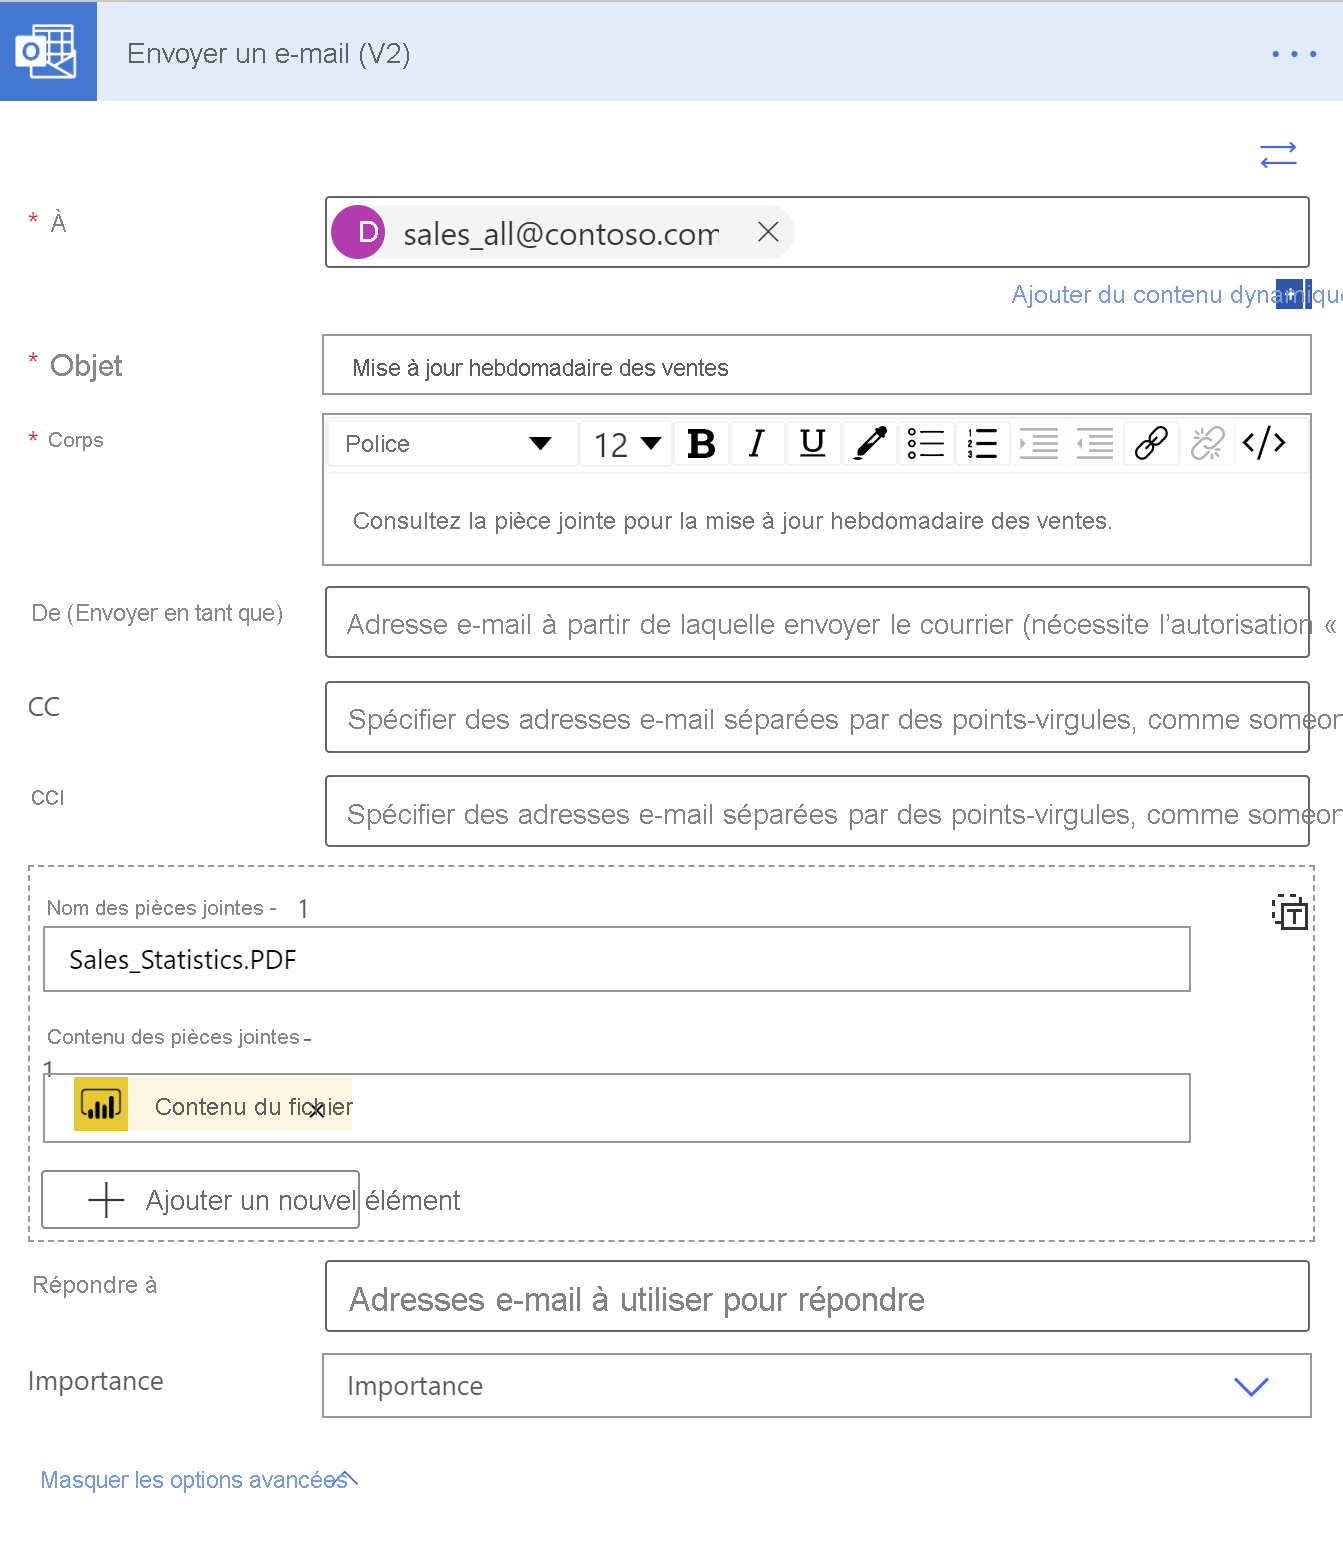 Envoyer un e-mail (V2)
* À
D sales_all@contoso.com
Ajouter du contenu dynamique
* Objet
Mise à jour hebdomadaire des ventes
* Corps
Police 12 B I U </>
Consultez la pièce jointe pour la mise à jour hebdomadaire des ventes.
De (Envoyer en tant que)
Adresse e-mail à partir de laquelle envoyer le courrier (nécessite l’autorisation «
CC
Spécifier des adresses e-mail séparées par des points-virgules, comme someon
CCI
Spécifier des adresses e-mail séparées par des points-virgules, comme someon
Nom des pièces jointes - 1
Sales_Statistics.PDF
Contenu des pièces jointes -
1
Contenu du fichier
Ajouter un nouvel élément
Répondre à
Adresses e-mail à utiliser pour répondre
Importance
Importance
Masquer les options avancées